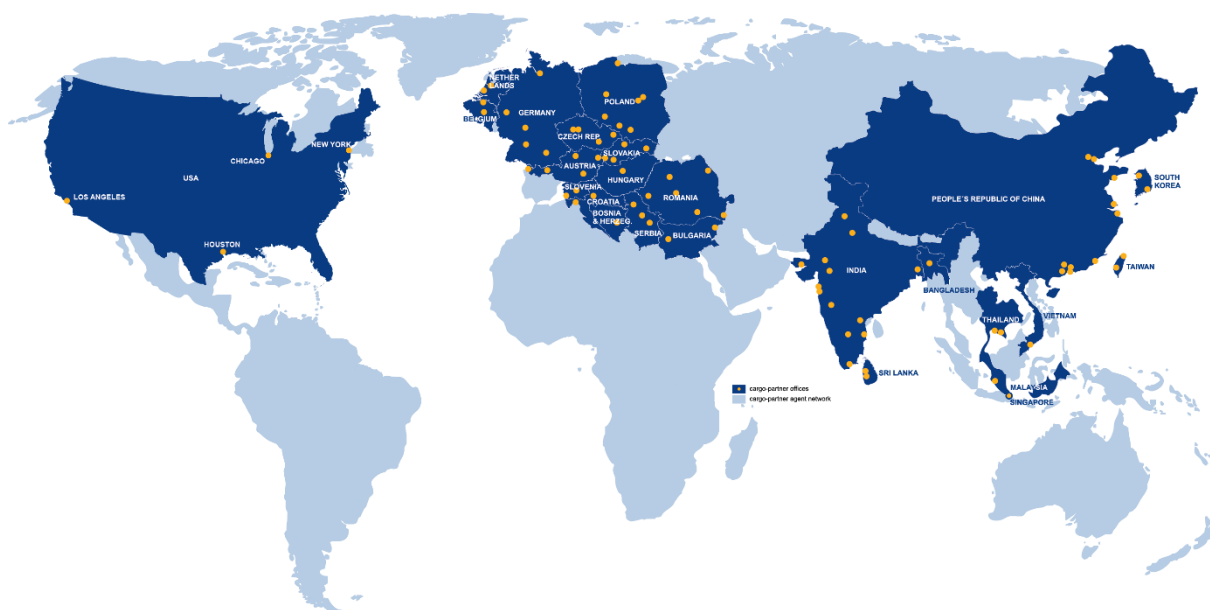 NETHER
LANDS
POLAND
GERMANY
BELGIUM
CZECH REP.
NEW YORK
SLOVAKIA
CHICAGO
AUSTRIA
HUNGARY
USA
SOUTH
KOREA
SLOVENIA
LOS ANGELES
ROMANIA
PEOPLE´S REPUBLIC OF CHINA
CROATIA
BOSNIA
& HERZEG.
SERBIA
BULGARIA
HOUSTON
INDIA
TAIWAN
BANGLADESH
VIETNAM
THAILAND
SRI LANKA
MALAYSIA
SINGAPORE
cargo-partner offices
cargo-partner agent network